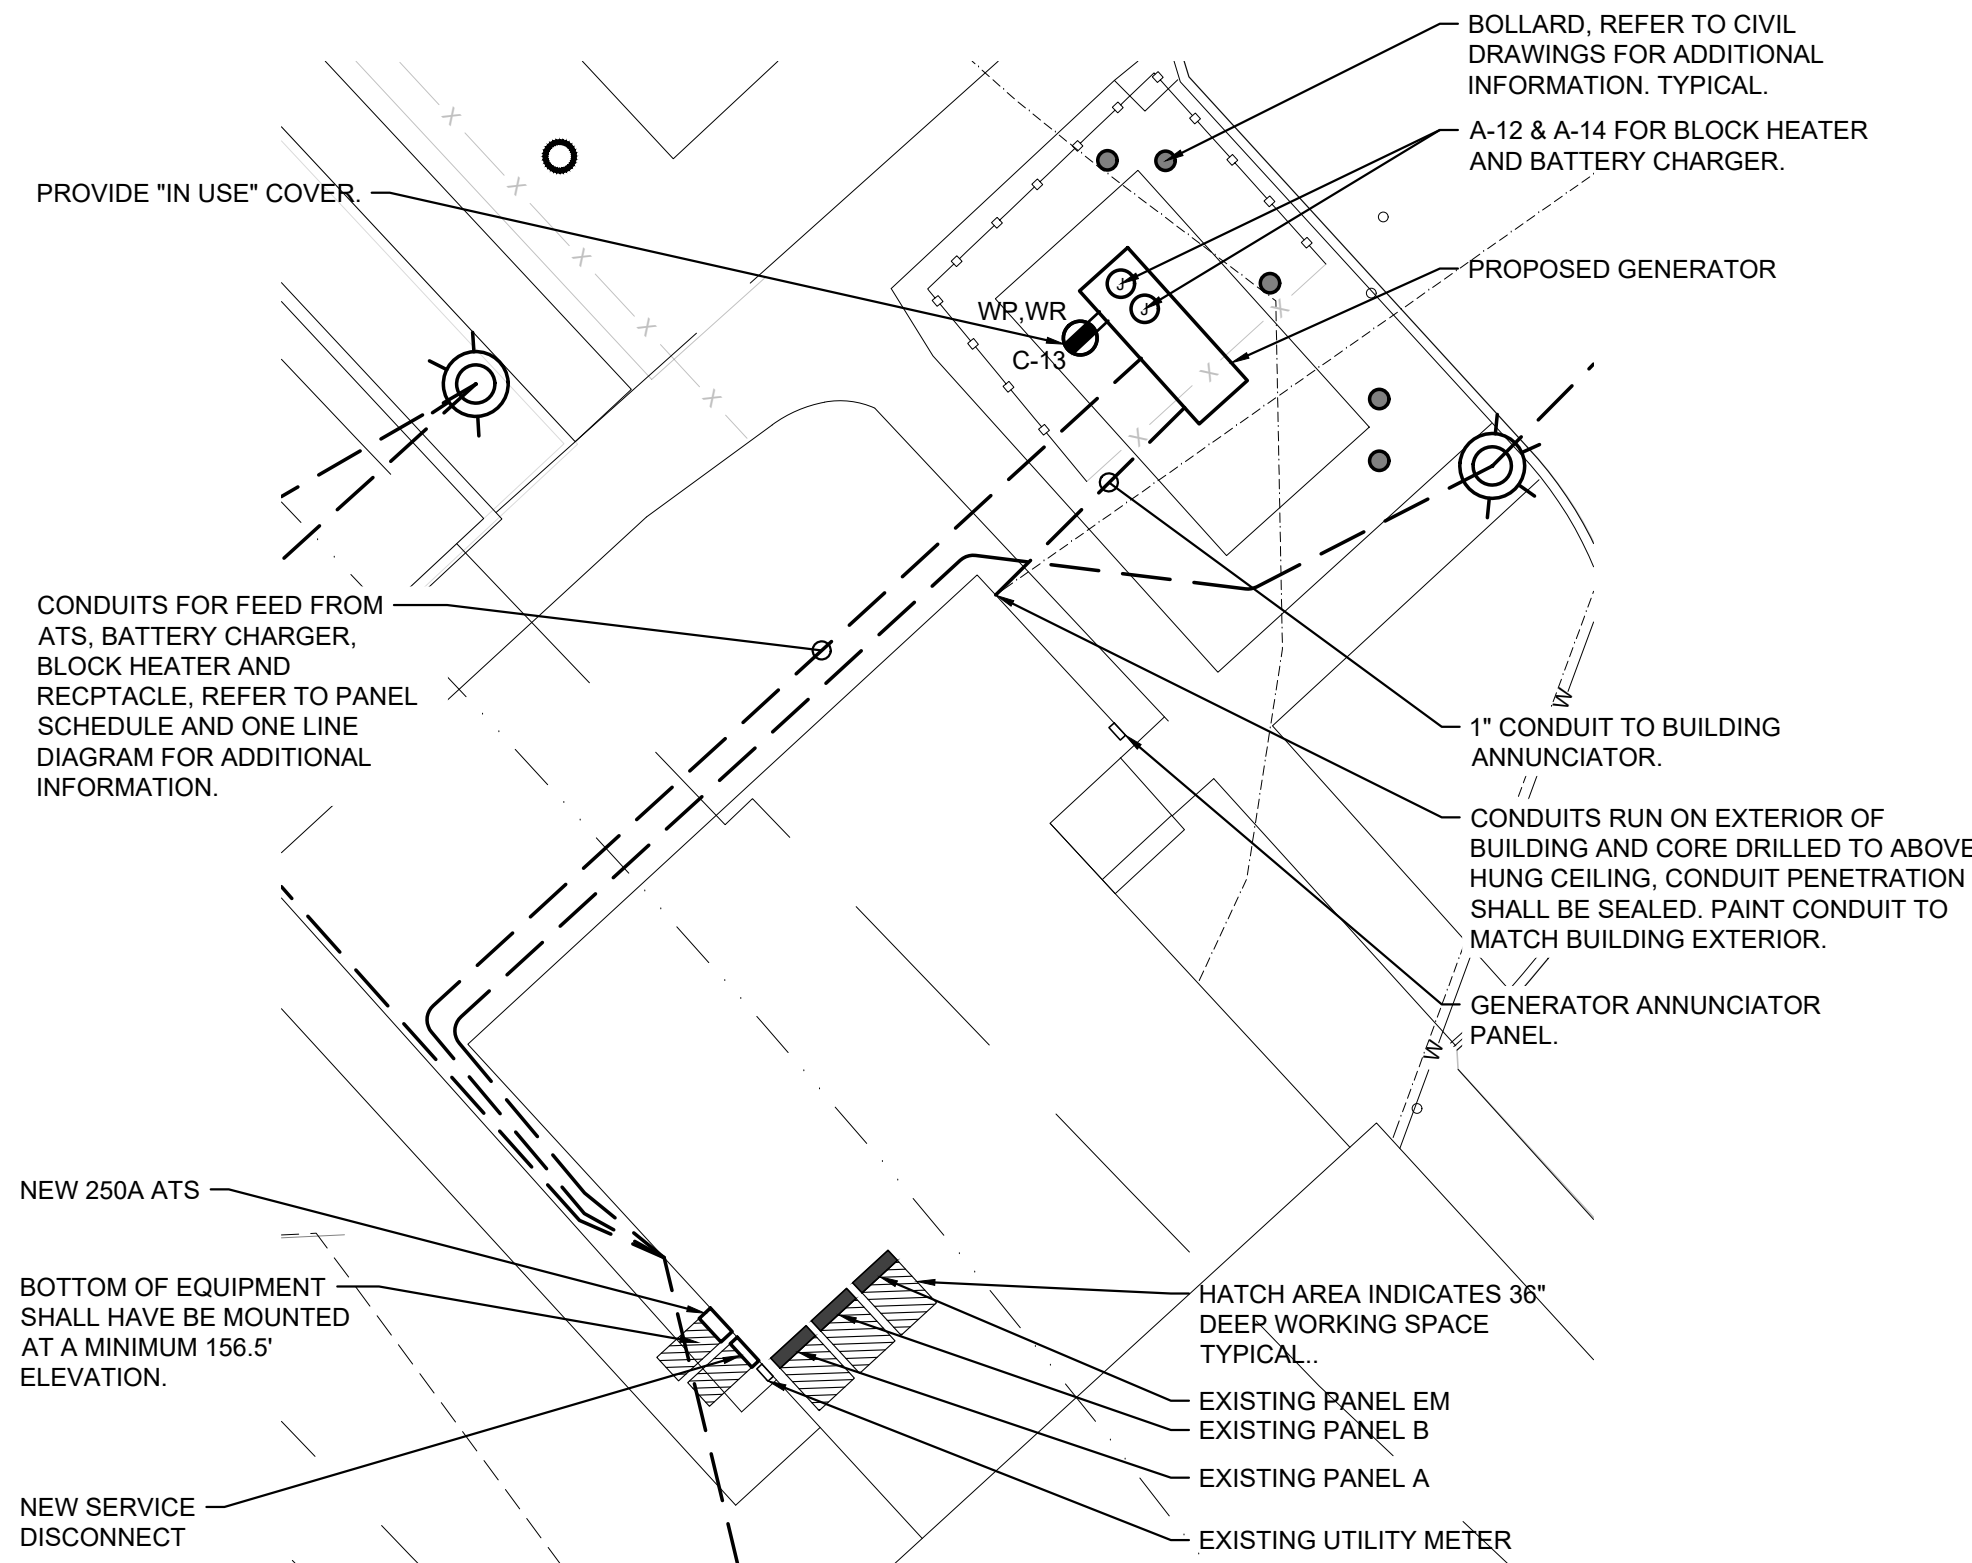 BOLLARD, REFER TO CIVIL
DRAWINGS FOR ADDITIONAL
INFORMATION. TYPICAL.
A-12 & A-14 FOR BLOCK HEATER
AND BATTERY CHARGER.
PROVIDE "IN USE" COVER.
PROPOSED GENERATOR
J
J
WP,WR
C-13
X
X
X
X
X
X
X
X
CONDUITS FOR FEED FROM
ATS, BATTERY CHARGER,
BLOCK HEATER AND
RECPTACLE, REFER TO PANEL
SCHEDULE AND ONE LINE
DIAGRAM FOR ADDITIONAL
INFORMATION.
W
1" CONDUIT TO BUILDING
ANNUNCIATOR.
CONDUITS RUN ON EXTERIOR OF
BUILDING AND CORE DRILLED TO ABOVE
HUNG CEILING, CONDUIT PENETRATION
SHALL BE SEALED. PAINT CONDUIT TO
MATCH BUILDING EXTERIOR.
GENERATOR ANNUNCIATOR
PANEL.
W
NEW 250A ATS
BOTTOM OF EQUIPMENT
SHALL HAVE BE MOUNTED
AT A MINIMUM 156.5'
ELEVATION.
HATCH AREA INDICATES 36"
DEEP WORKING SPACE
TYPICAL..
EXISTING PANEL EM
EXISTING PANEL B
EXISTING PANEL A
NEW SERVICE
DISCONNECT
EXISTING UTILITY METER